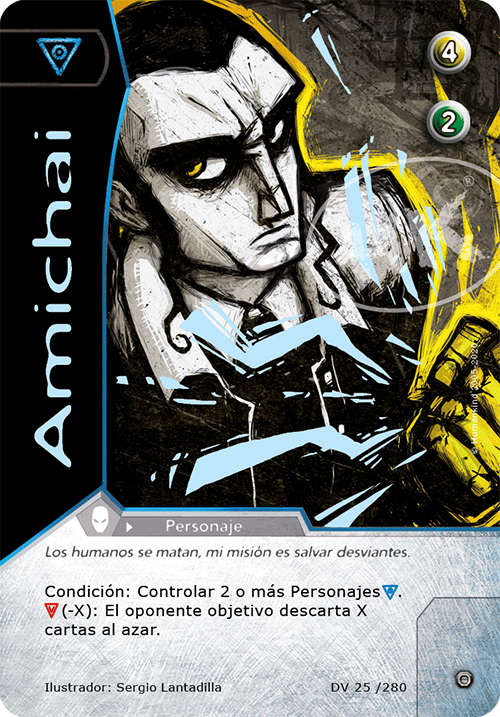 4
2
Amichai
Personaje
Los humanos se matan, mi misión es salvar desviantes.
Condición: Controlar 2 o más Personajes.
(-X): El oponente objetivo descarta X
cartas al azar.
Ilustrador: Sergio Lantadilla
DV 25 /280